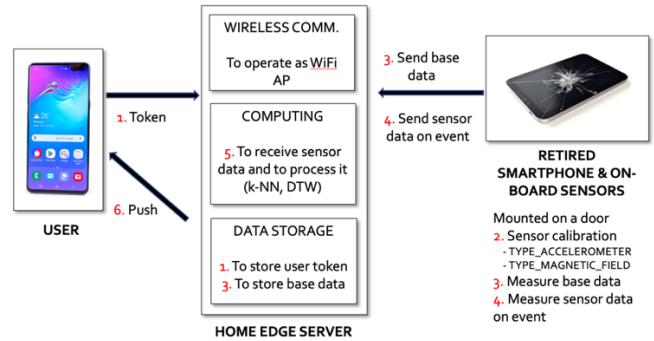 WIRELESS COMM.
To operate as WiFi
AP
COMPUTING
5. To receive sensor
data and to process it
(k-NN, DTW)
DATA STORAGE
1. To store user token
3. To store base data
HOME EDGE SERVER
1. Token
6. Push
USER
3. Send base
data
4. Send sensor
data on event
RETIRED
SMARTPHONE & ON-
BOARD SENSORS
Mounted on a door
2. Sensor calibration
- TYPE_ACCELEROMETER
- TYPE_MAGNETIC_FIELD
3. Measure base data
4. Measure sensor data
on event